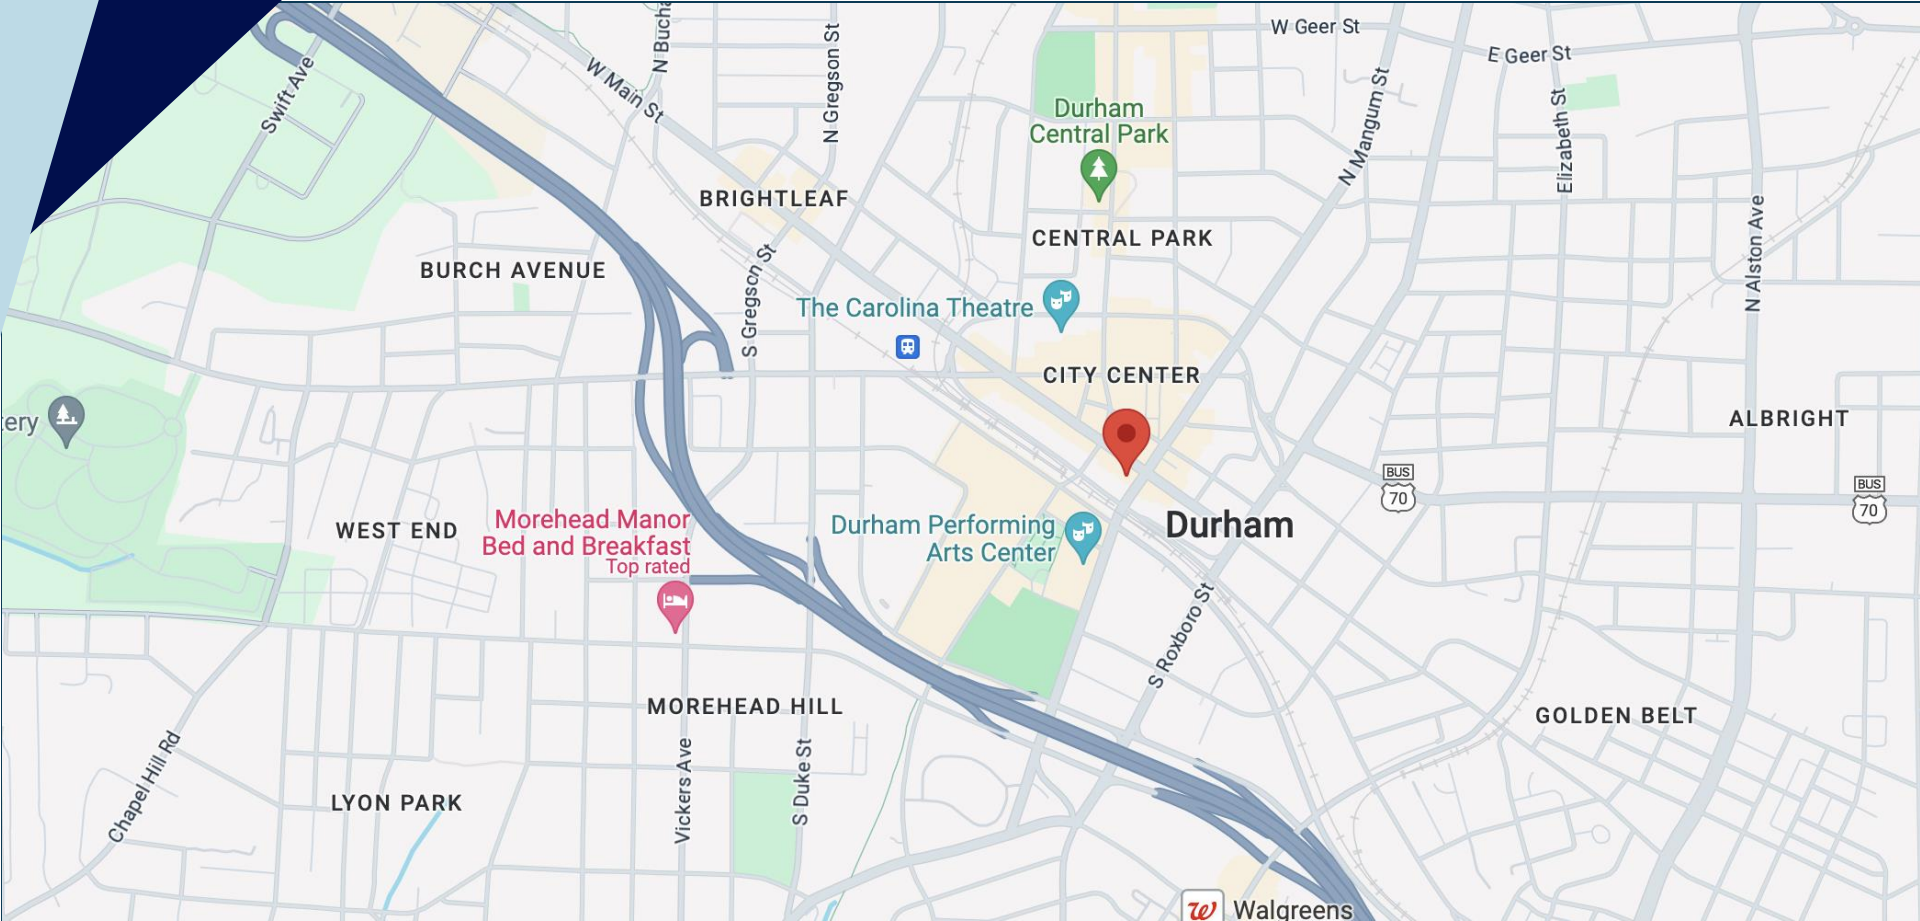 W Geer St
E Geer St
Swift Ave
W Main St
N Bucha
N Gregson St
N Mangum St
Elizabeth St
Durham
Central Park
BRIGHTLEAF
CENTRAL PARK
N Alston Ave
BURCH AVENUE
S Gregson St
The Carolina Theatre
CITY CENTER
tery
ALBRIGHT
BUS
70
BUS
70
Morehead Manor
Bed and Breakfast
Top rated
WEST END
Durham Performing
Arts Center
Durham
S Roxboro St
MOREHEAD HILL
GOLDEN BELT
Chapel Hill Rd
Vickers Ave
S Duke St
LYON PARK
W
Walgreens